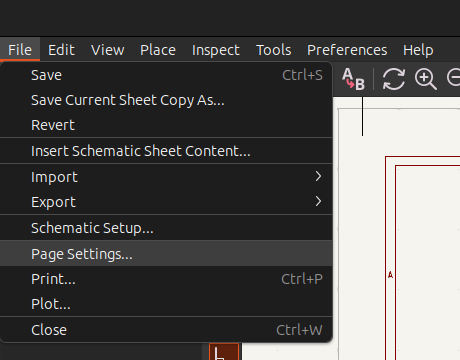 File Edit View Place Inspect Tools Preferences Help
Save Ctrl+S
Save Current Sheet Copy As...
Revert
Insert Schematic Sheet Content...
Import
Export
Schematic Setup...
Page Settings...
Print... Ctrl+P
Plot...
Close Ctrl+W
A B
A